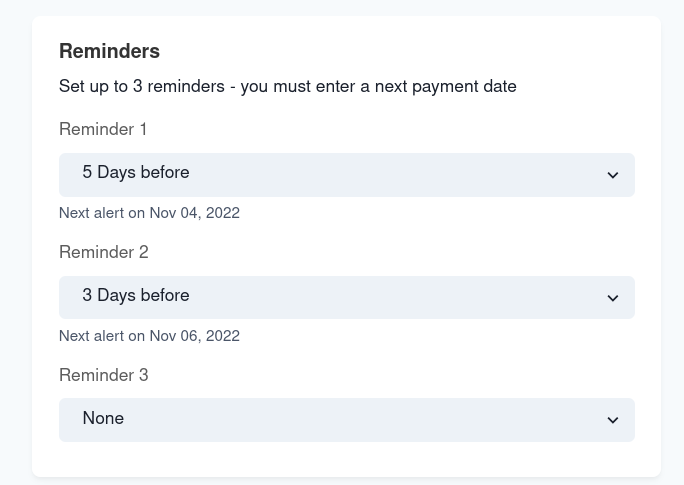 Reminders
Set up to 3 reminders - you must enter a next payment date
Reminder 1
5 Days before
Next alert on Nov 04, 2022
Reminder 2
3 Days before
Next alert on Nov 06, 2022
Reminder 3
None